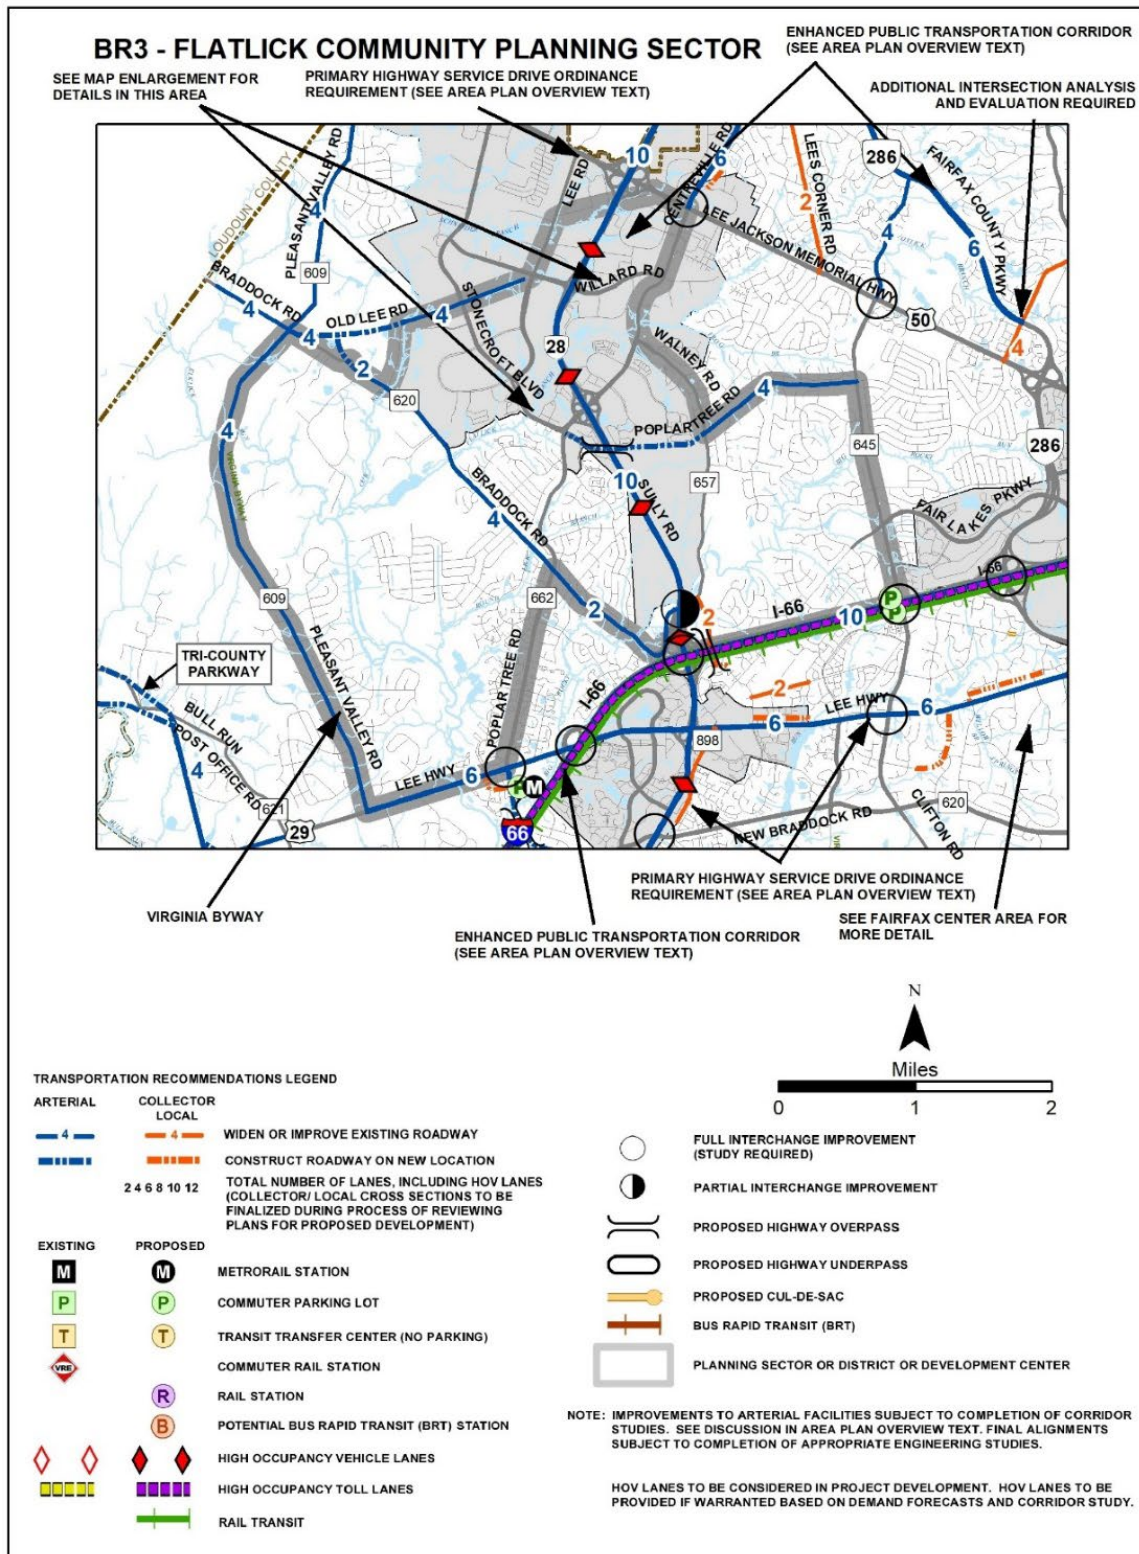 BR3 - FLATLICK COMMUNITY PLANNING SECTOR
ENHANCED PUBLIC TRANSPORTATION CORRIDOR
(SEE AREA PLAN OVERVIEW TEXT)
SEE MAP ENLARGEMENT FOR
DETAILS IN THIS AREA
PRIMARY HIGHWAY SERVICE DRIVE ORDINANCE
REQUIREMENT (SEE AREA PLAN OVERVIEW TEXT)
ADDITIONAL INTERSECTION ANALYSIS
AND EVALUATION REQUIRED
LOUDOUN COUNTY
PLEASANT VALLEY RD
4
609
LEE RD
10
CENTREVILLE RD
6
LEES CORNER RD
2
286
FAIRFAX COUNTY PKWY
4
6
LEE JACKSON MEMORIAL HWY
50
4
BRADDOCK RD
4
4
OLD LEE RD
4
2
620
STONECROFT BLVD
WILLARD RD
28
WALNEY RD
POPLARTREE RD
4
645
286
4
VIRGINIA BYWAY
BRADDOCK RD
4
10
SULLY RD
657
FAIR LAKES PKWY
609
662
2
2
I-66
10
P
P
I-66
TRI-COUNTY
PARKWAY
BULL RUN
POST OFFICE RD
4
621
29
PLEASANT VALLEY RD
POPLAR TREE RD
I-66
LEE HWY
6
P
M
66
898
2
LEE HWY
6
6
6
NEW BRADDOCK RD
620
CLIFTON RD
VIRGINIA BYWAY
PRIMARY HIGHWAY SERVICE DRIVE ORDINANCE
REQUIREMENT (SEE AREA PLAN OVERVIEW TEXT)
ENHANCED PUBLIC TRANSPORTATION CORRIDOR
(SEE AREA PLAN OVERVIEW TEXT)
SEE FAIRFAX CENTER AREA FOR
MORE DETAIL
N
Miles
0 1 2
TRANSPORTATION RECOMMENDATIONS LEGEND
ARTERIAL
COLLECTOR
LOCAL
4 4 WIDEN OR IMPROVE EXISTING ROADWAY
CONSTRUCT ROADWAY ON NEW LOCATION
2 4 6 8 10 12 TOTAL NUMBER OF LANES, INCLUDING HOV LANES
(COLLECTOR/ LOCAL CROSS SECTIONS TO BE
FINALIZED DURING PROCESS OF REVIEWING
PLANS FOR PROPOSED DEVELOPMENT)
EXISTING PROPOSED
M M METRORAIL STATION
P P COMMUTER PARKING LOT
T T TRANSIT TRANSFER CENTER (NO PARKING)
VRE COMMUTER RAIL STATION
R RAIL STATION
B POTENTIAL BUS RAPID TRANSIT (BRT) STATION
HIGH OCCUPANCY VEHICLE LANES
HIGH OCCUPANCY TOLL LANES
RAIL TRANSIT
FULL INTERCHANGE IMPROVEMENT
(STUDY REQUIRED)
PARTIAL INTERCHANGE IMPROVEMENT
PROPOSED HIGHWAY OVERPASS
PROPOSED HIGHWAY UNDERPASS
PROPOSED CUL-DE-SAC
BUS RAPID TRANSIT (BRT)
PLANNING SECTOR OR DISTRICT OR DEVELOPMENT CENTER
NOTE: IMPROVEMENTS TO ARTERIAL FACILITIES SUBJECT TO COMPLETION OF CORRIDOR
STUDIES. SEE DISCUSSION IN AREA PLAN OVERVIEW TEXT. FINAL ALIGNMENTS
SUBJECT TO COMPLETION OF APPROPRIATE ENGINEERING STUDIES.
HOV LANES TO BE CONSIDERED IN PROJECT DEVELOPMENT. HOV LANES TO BE
PROVIDED IF WARRANTED BASED ON DEMAND FORECASTS AND CORRIDOR STUDY.